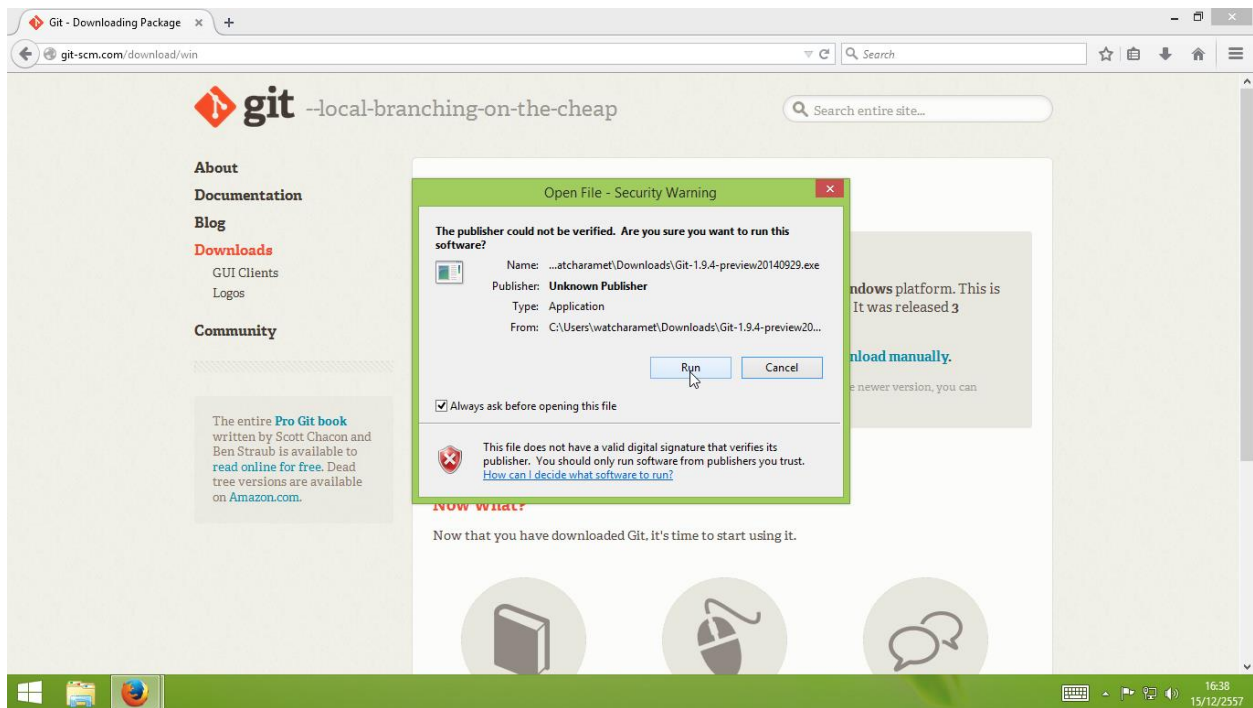 Git - Downloading Package
git-scm.com/download/win
Search
git --local-branching-on-the-cheap
Search entire site...
About
Documentation
Blog
Downloads
GUI Clients
Logos
Community
The entire Pro Git book
written by Scott Chacon and
Ben Straub is available to
read online for free. Dead
tree versions are available
on Amazon.com.
Open File - Security Warning
The publisher could not be verified. Are you sure you want to run this
software?
Name: ...atcharamet\Downloads\Git-1.9.4-preview20140929.exe
Publisher: Unknown Publisher
Type: Application
From: C:\Users\watcharamet\Downloads\Git-1.9.4-preview20...
Run Cancel
Always ask before opening this file
This file does not have a valid digital signature that verifies its
publisher. You should only run software from publishers you trust.
How can I decide what software to run?
ndows platform. This is
It was released 3
nload manually.
e newer version, you can
Now What?
Now that you have downloaded Git, it's time to start using it.
16:38
15/12/2557